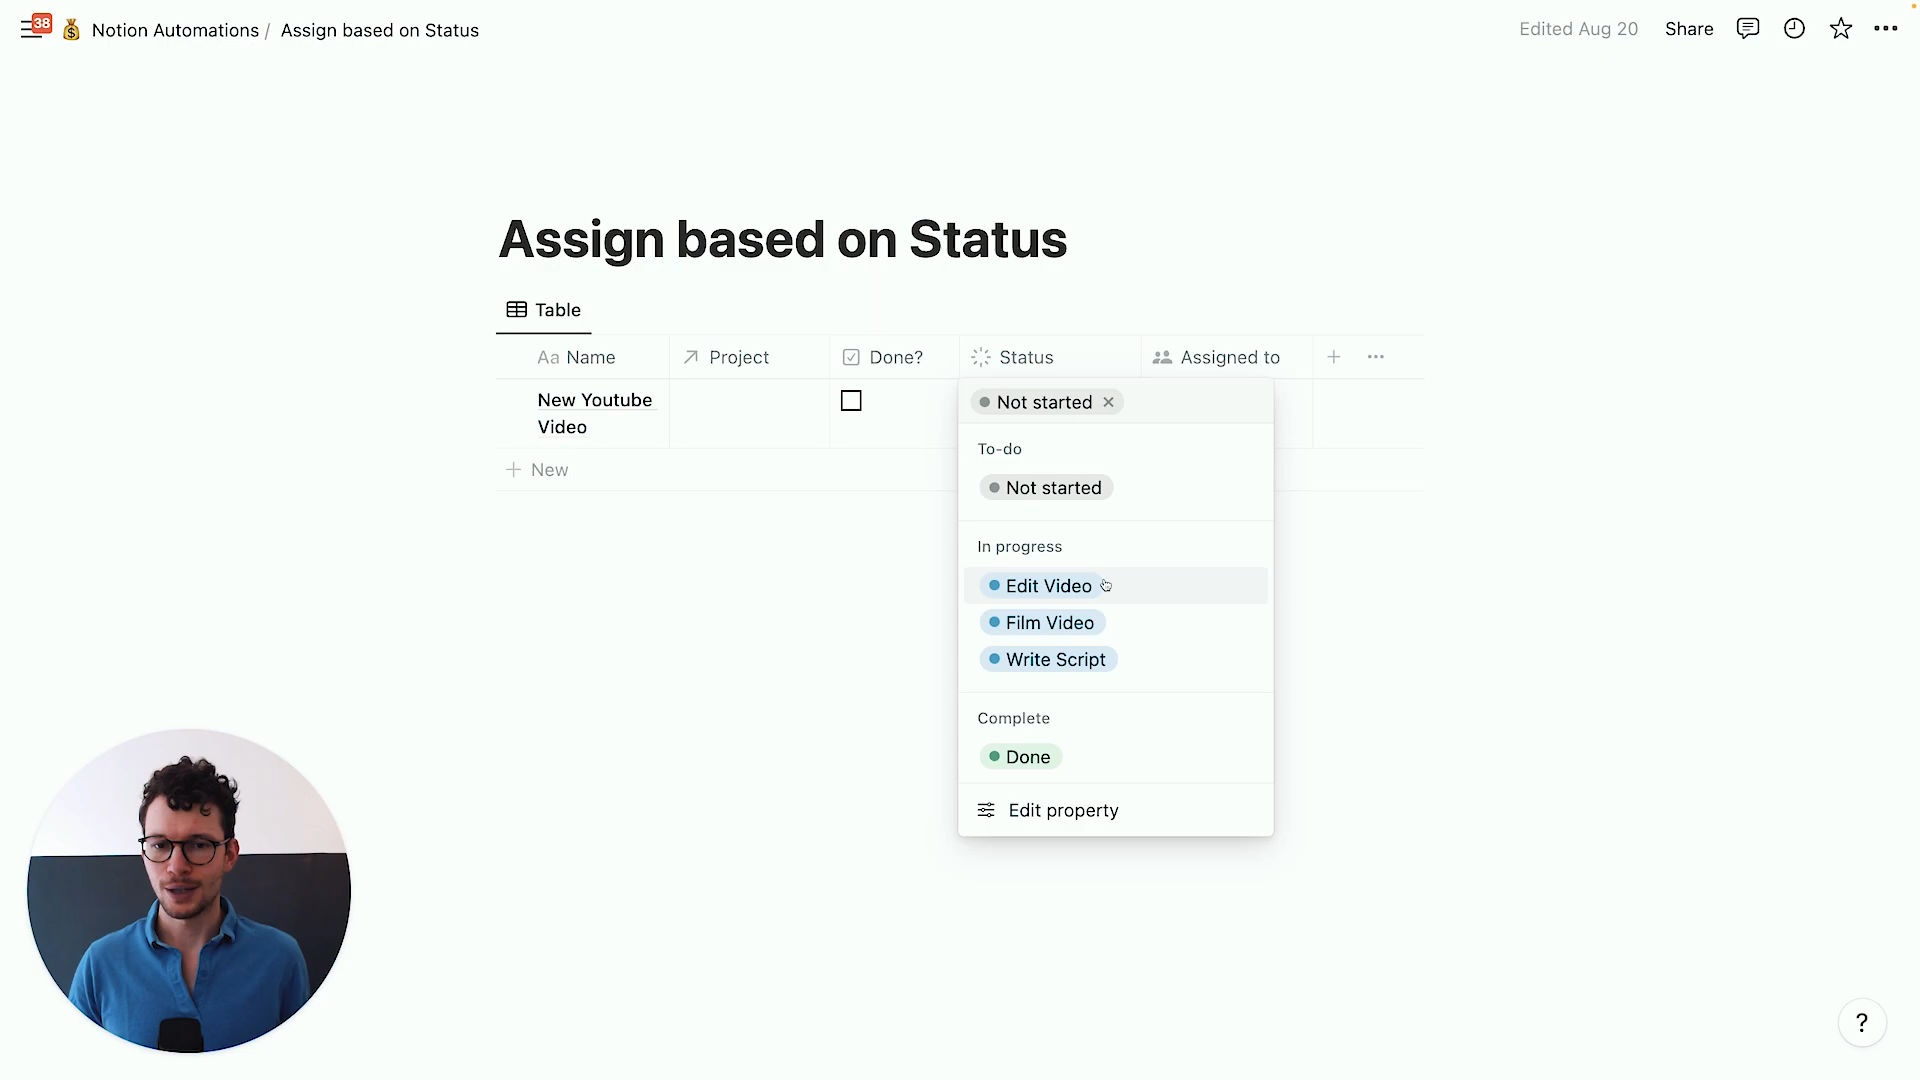 38 Notion Automations / Assign based on Status Edited Aug 20 Share
Assign based on Status
Table
Aa Name Project Done? Status Assigned to
New Youtube
Video
New
Not started
To-do
Not started
In progress
Edit Video
Film Video
Write Script
Complete
Done
Edit property
?